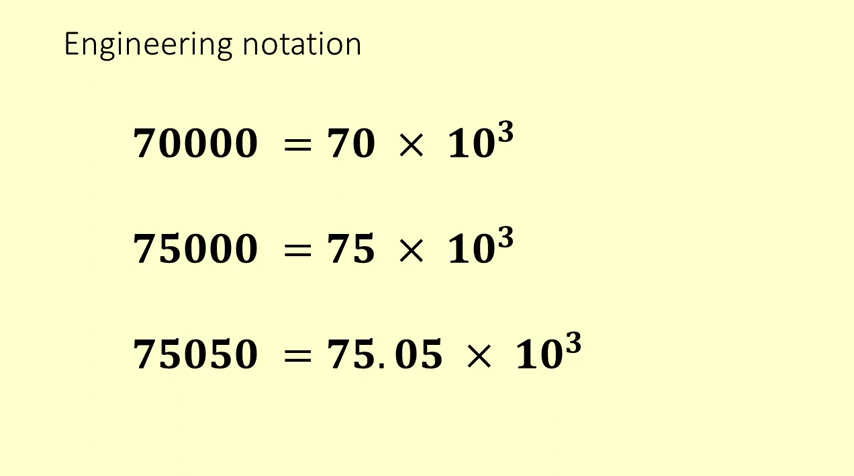 Engineering notation
70000 = 70 × 10³
75000 = 75 × 10³
75050 = 75.05 × 10³